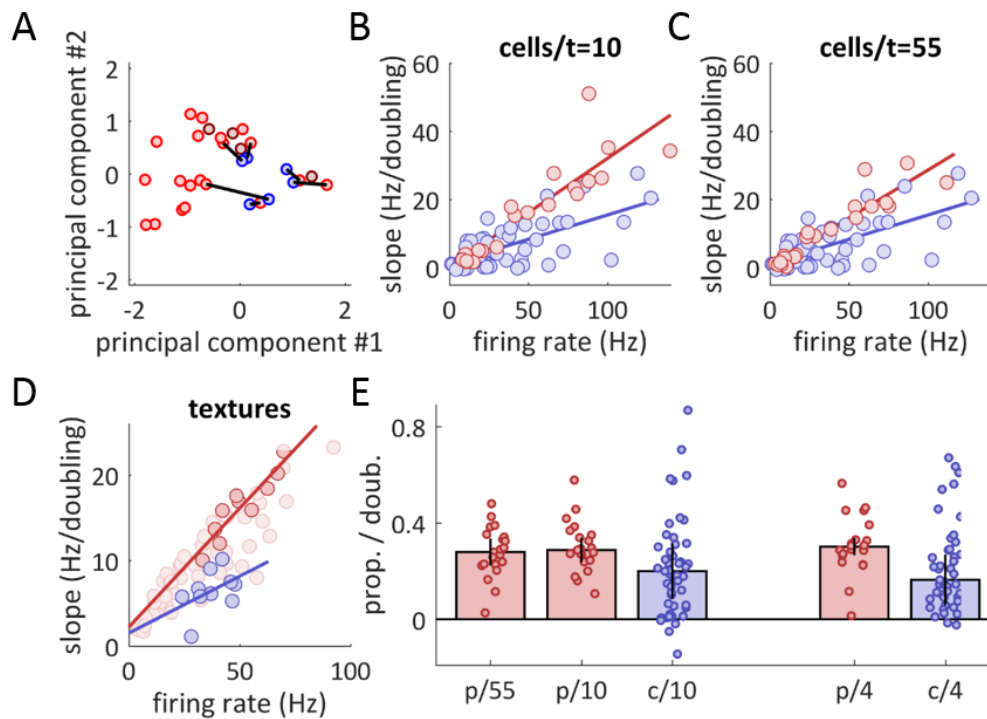 A
principal component #2
2
1
0
-1
-2
-2
0
2
principal component #1
B
cells/t=10
slope (Hz/doubling)
60
40
20
0
0
50
100
firing rate (Hz)
C
cells/t=55
slope (Hz/doubling)
60
40
20
0
0
50
100
firing rate (Hz)
D
textures
slope (Hz/doubling)
20
10
0
0
50
100
firing rate (Hz)
E
prop. / doub.
0.8
0.4
0
p/55
p/10
c/10
p/4
c/4